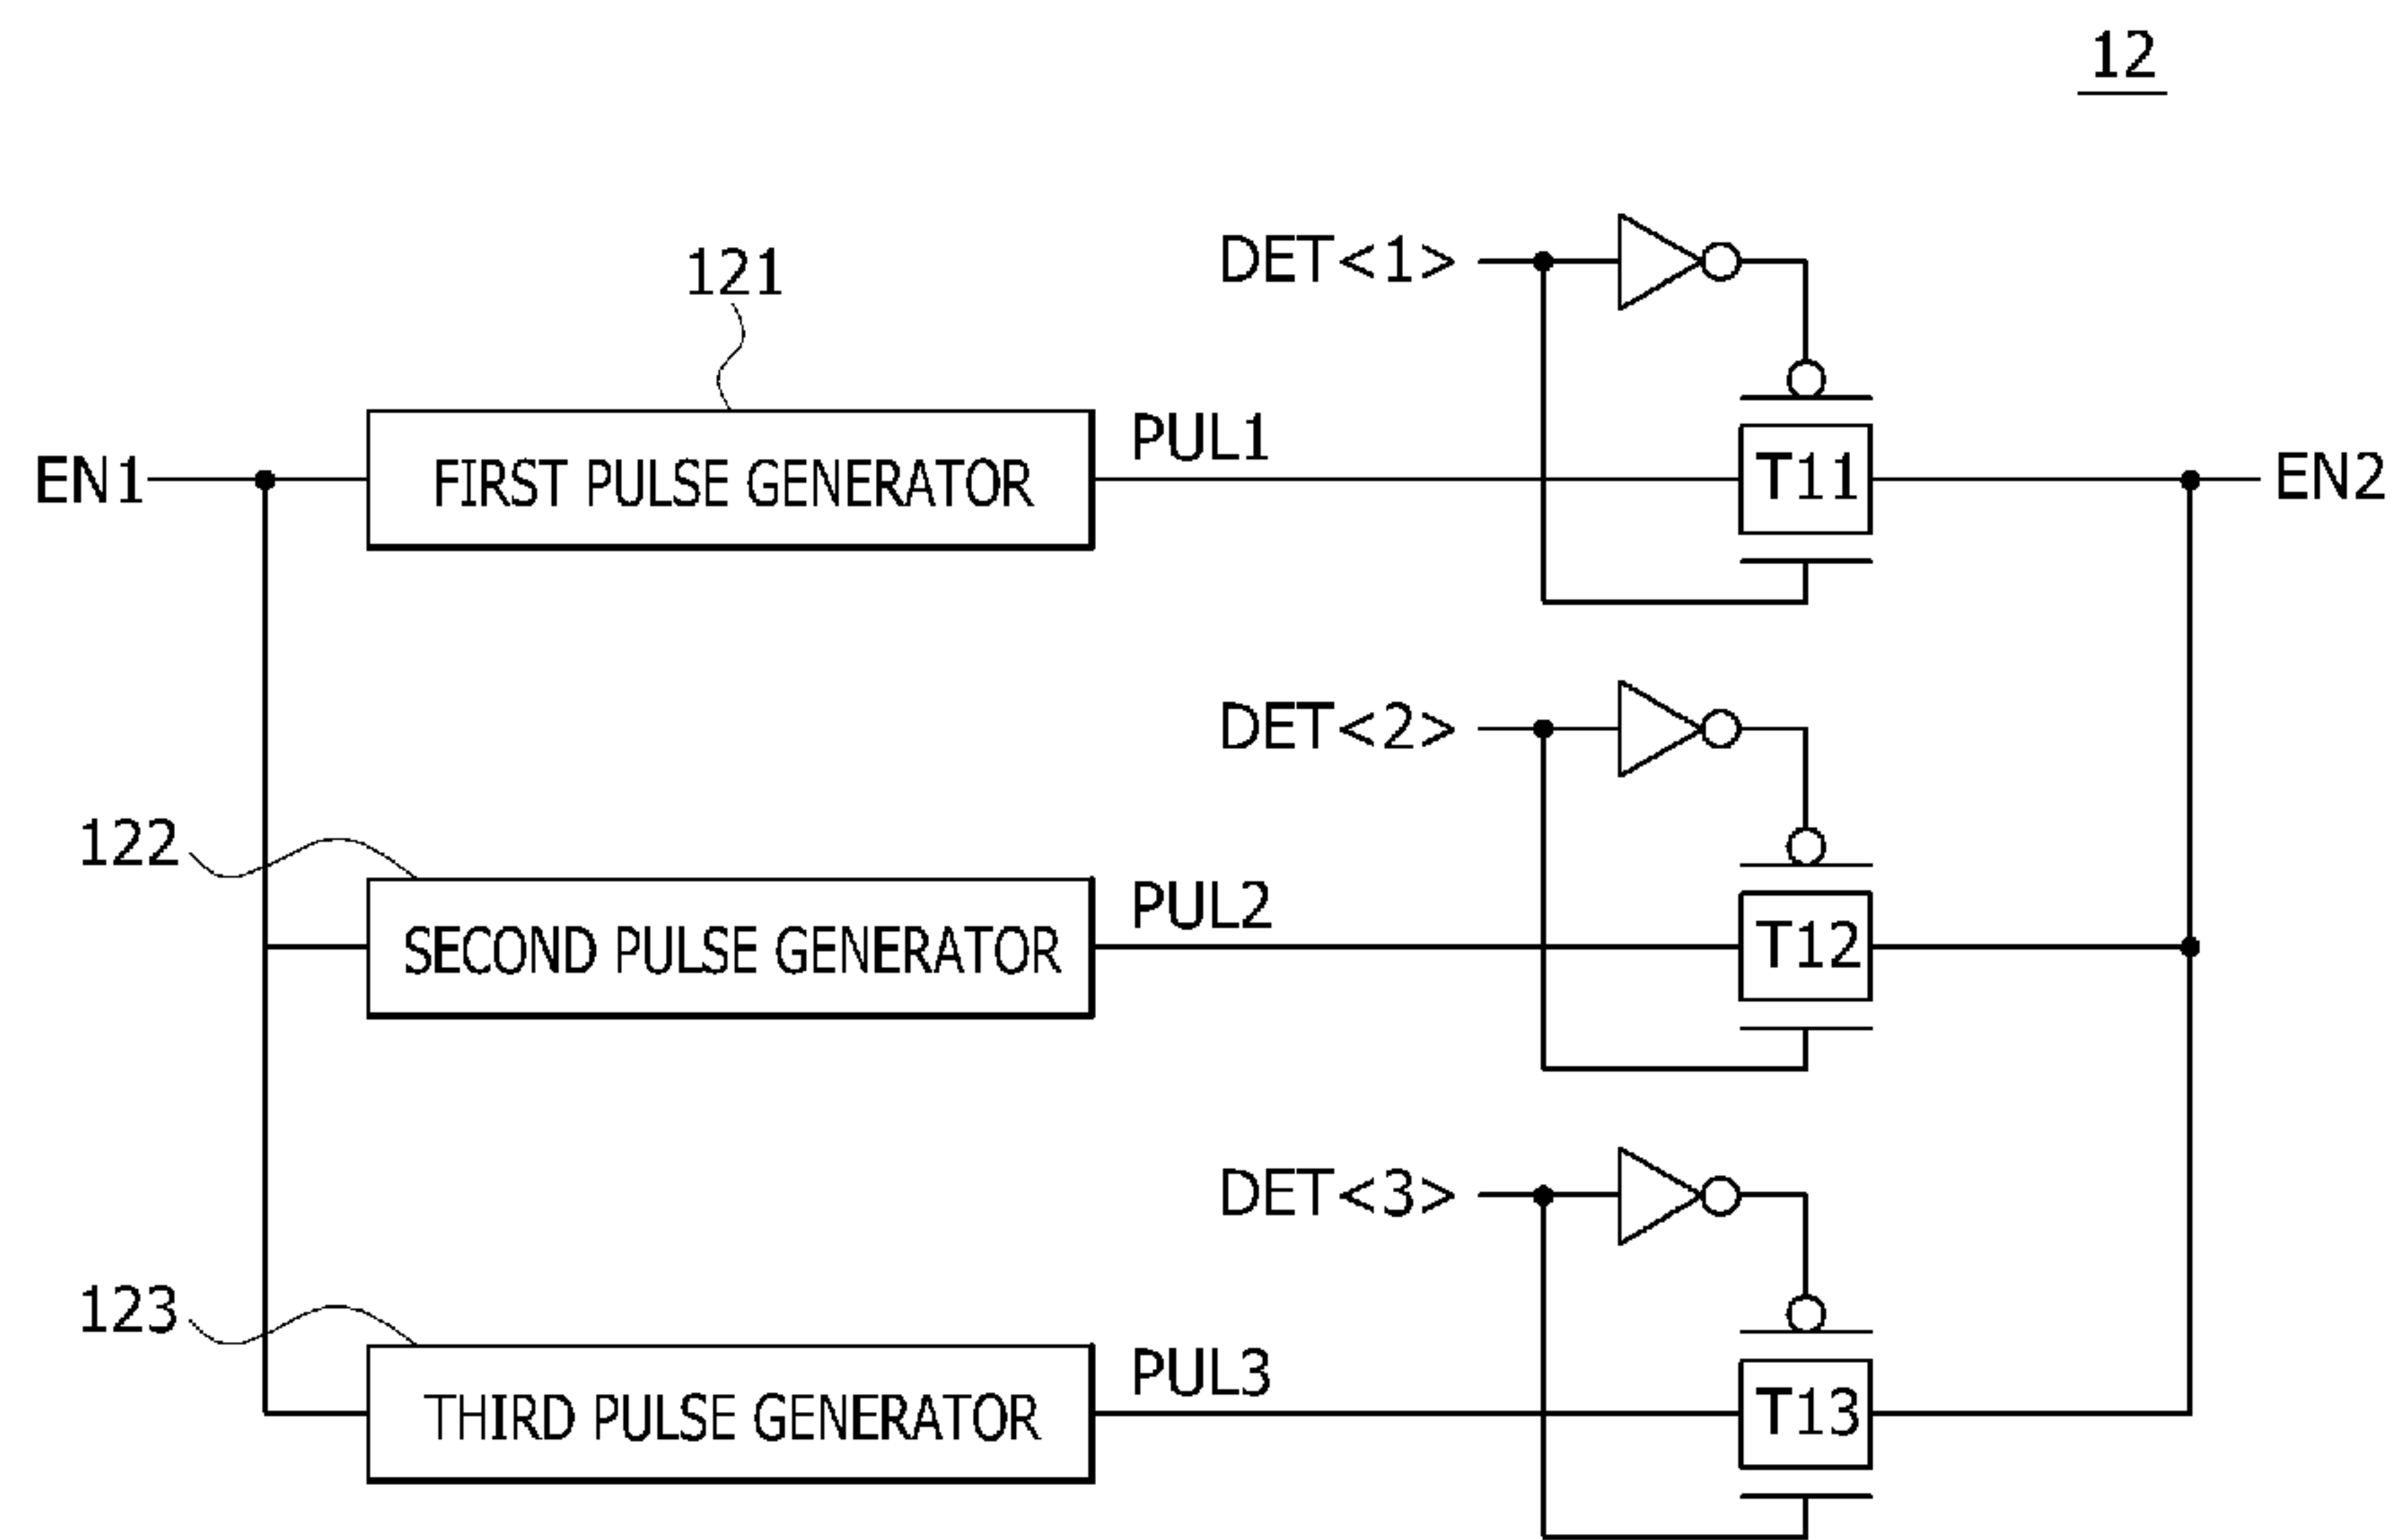 12
DET<1>
121
PUL1
EN1
FIRST PULSE GENERATOR
T11
EN2
DET<2>
122
PUL2
SECOND PULSE GENERATOR
T12
DET<3>
123
PUL3
THIRD PULSE GENERATOR
T13